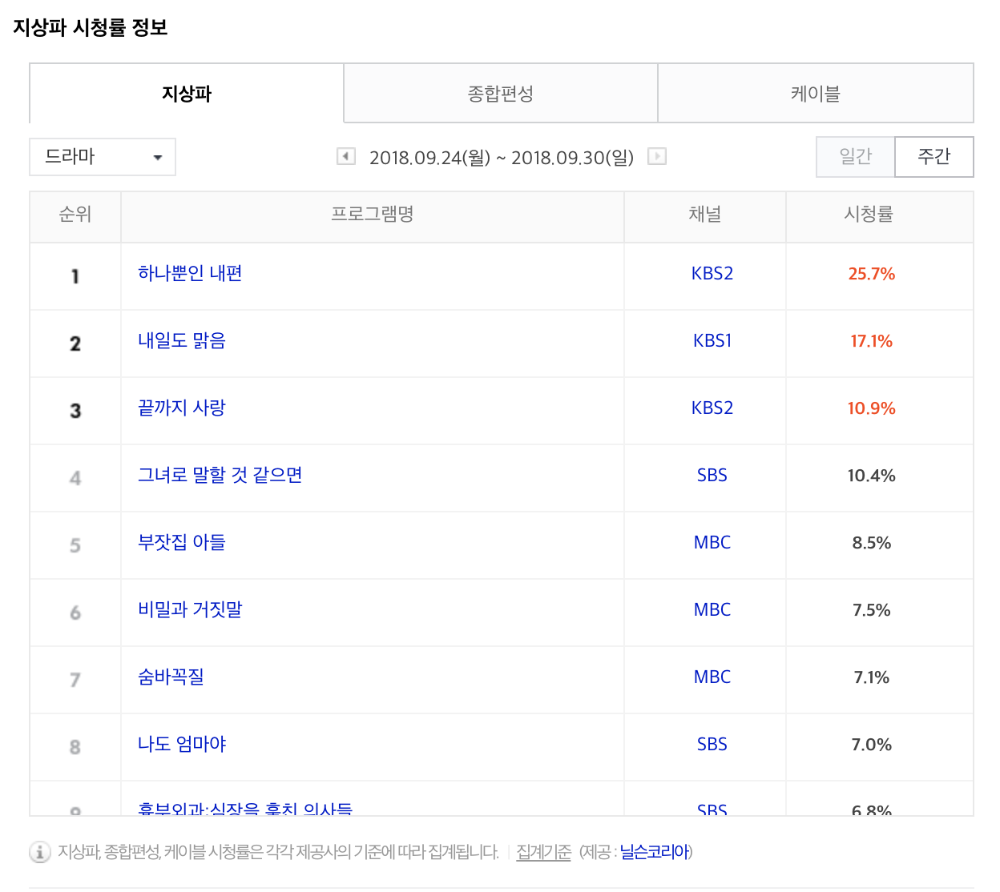 지상파 시청률 정보
지상파 종합편성 케이블
드라마 2018.09.24(월) ~ 2018.09.30(일) 일간 주간
순위 프로그램명 채널 시청률
1 하나뿐인 내편 KBS2 25.7%
2 내일도 맑음 KBS1 17.1%
3 끝까지 사랑 KBS2 10.9%
4 그녀로 말할 것 같으면 SBS 10.4%
5 부잣집 아들 MBC 8.5%
6 비밀과 거짓말 MBC 7.5%
7 숨바꼭질 MBC 7.1%
8 나도 엄마야 SBS 7.0%
9 흉부외과:심장을 훔친 의사들 SBS 6.8%
지상파, 종합편성, 케이블 시청률은 각각 제공사의 기준에 따라 집계됩니다. 집계기준 (제공 : 닐슨코리아)